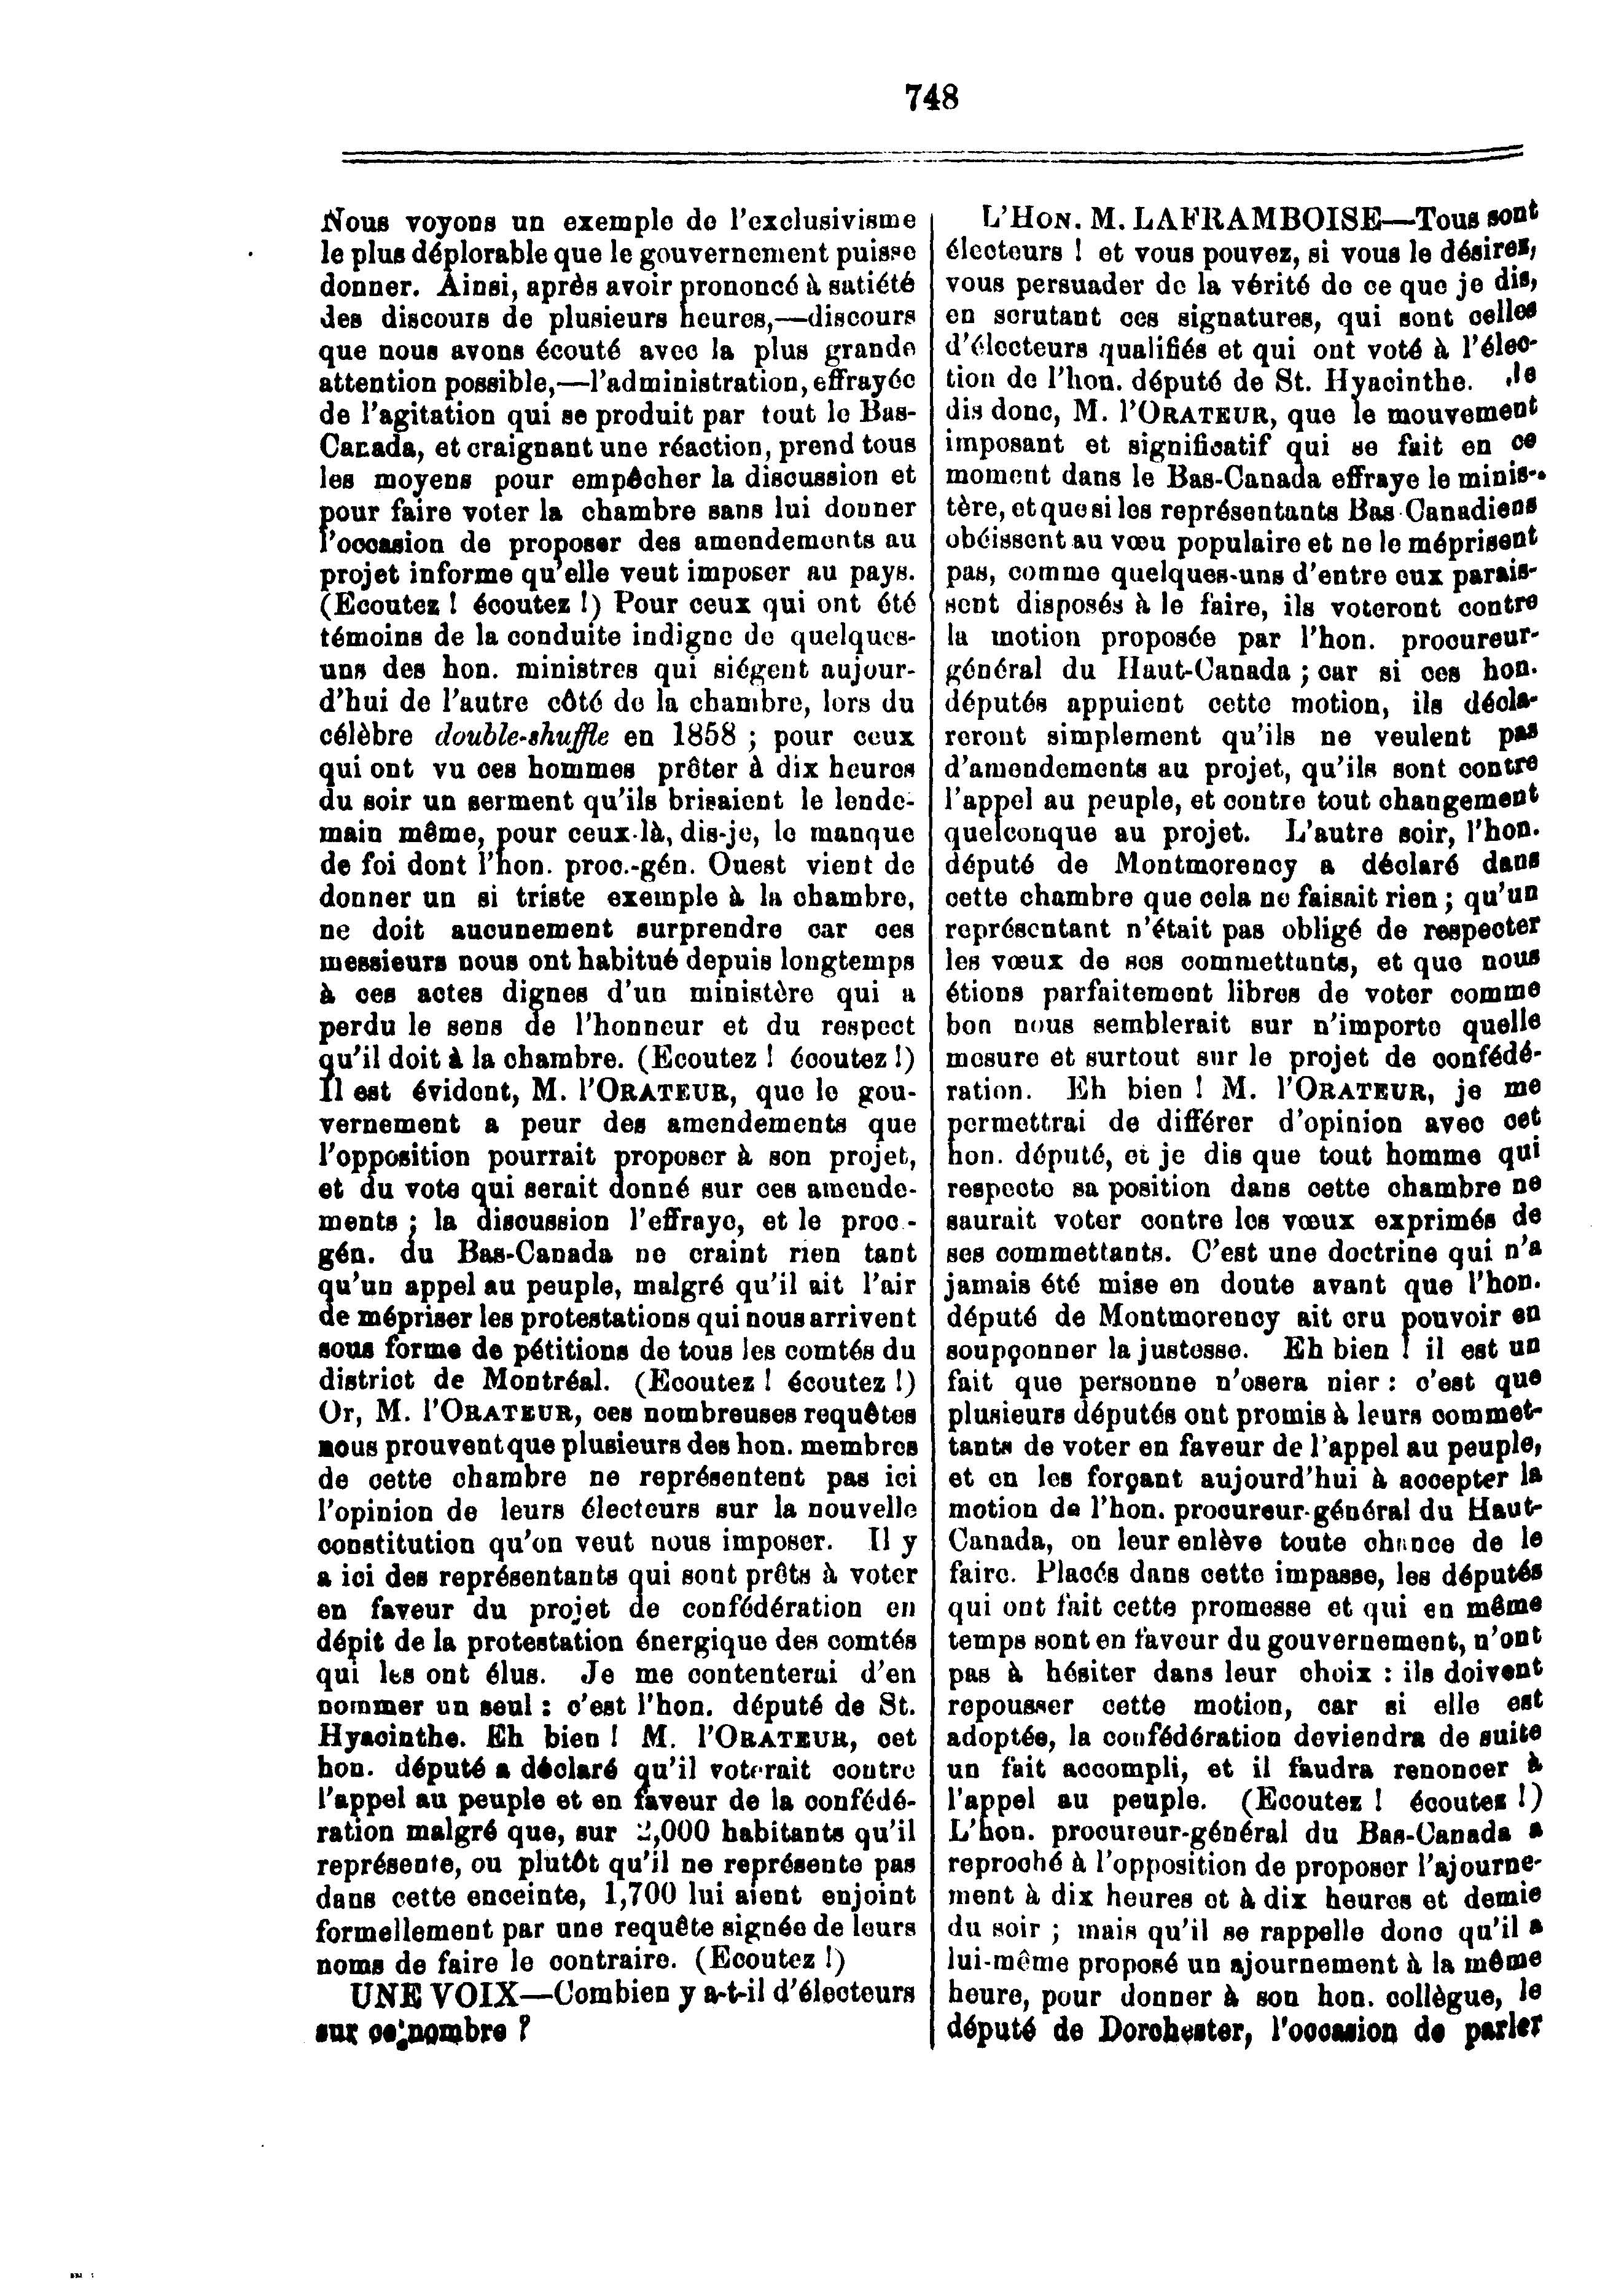 748
Nous voyons un exemple de l'exclusivisme
le plus déplorable que le gouvernement puisse
donner. Ainsi, après avoir prononcé à satiété
des discours de plusieurs heures,—discours
que nous avons écouté avec la plus grande
attention possible,—l'administration, effrayée
de l'agitation qui se produit par tout le Bas-
Canada, et craignant une réaction, prend tous
les moyens pour empêcher la discussion et
pour faire voter la chambre sans lui donner
l'occasion de proposer des amendements au
projet informe qu'elle veut imposer au pays.
(Ecoutez ! écoutez !) Pour ceux qui ont été
témoins de la conduite indigne de quelques-
uns des hon. ministres qui siégent aujour-
d'hui de l'autre côté de la chambre, lors du
célèbre double-shuffle en 1858 ; pour ceux
qui ont vu ces hommes prêter à dix heures
du soir un serment qu'ils brisaient le lende-
main même, pour ceux-là, dis-je, le manque
de foi dont l'hon. proc.-gén. Ouest vient de
donner un si triste exemple à la chambre,
ne doit aucunement surprendre car ces
messieurs nous ont habitué depuis longtemps
à ces actes dignes d'un ministère qui a
perdu le sens de l'honneur et du respect
qu'il doit à la chambre. (Ecoutez ! écoutez !)
Il est évident, M. l'ORATEUR, que le gou-
vernement a peur des amendements que
l'opposition pourrait proposer à son projet,
et du vote qui serait donné sur ces amende-
ments ; la discussion l'effraye, et le proc.-
gén. du Bas-Canada ne craint rien tant
qu'un appel au peuple, malgré qu'il ait l'air
de mépriser les protestations qui nous arrivent
sous forme de pétitions de tous les comtés du
district de Montréal. (Ecoutez ! écoutez !)
Or, M. l'ORATEUR, ces nombreuses requêtes
nous prouvent que plusieurs des hon. membres
de cette chambre ne représentent pas ici
l'opinion de leurs électeurs sur la nouvelle
constitution qu'on veut nous imposer. Il y
a ici des représentants qui sont prêts à voter
en faveur du projet de confédération en
dépit de la protestation énergique des comtés
qui les ont élus. Je me contenterai d'en
nommer un seul : c'est l'hon. député de St.
Hyacinthe. Eh bien ! M. l'ORATEUR, cet
hon. député a déclaré qu'il voterait contre
l'appel au peuple et en faveur de la confédé-
ration malgré que, sur 2,000 habitants qu'il
représente, ou plutôt qu'il ne représente pas
dans cette enceinte, 1,700 lui aient enjoint
formellement par une requête signée de leurs
noms de faire le contraire. (Ecoutez !)
UNE VOIX—Combien y a-t-il d'électeurs
sur ce nombre ?
L'HON. M. LAFRAMBOISE—Tous sont
électeurs ! et vous pouvez, si vous le désirez,
vous persuader de la vérité de ce que je dis,
en scrutant ces signatures, qui sont celles
d'électeurs qualifiés et qui ont voté à l'élec-
tion de l'hon. député de St. Hyacinthe. Je
dis donc, M. l'ORATEUR, que le mouvement
imposant et significatif qui se fait en ce
moment dans le Bas-Canada effraye le minis-
tère, et que si les représentants Bas-Canadiens
obéissent au vœu populaire et ne le méprisent
pas, comme quelques-uns d'entre eux parais-
sent disposés à le faire, ils voteront contre
la motion proposée par l'hon. procureur-
général du Haut-Canada ; car si ces hon.
députés appuient cette motion, ils décla-
reront simplement qu'ils ne veulent pas
d'amendements au projet, qu'ils sont contre
l'appel au peuple, et contre tout changement
quelconque au projet. L'autre soir, l'hon.
député de Montmorency a déclaré dans
cette chambre que cela ne faisait rien ; qu'un
représentant n'était pas obligé de respecter
les vœux de ses commettants, et que nous
étions parfaitement libres de voter comme
bon nous semblerait sur n'importe quelle
mesure et surtout sur le projet de confédé-
ration. Eh bien ! M. l'ORATEUR, je me
permettrai de différer d'opinion avec cet
hon. député, et je dis que tout homme qui
respecte sa position dans cette chambre ne
saurait voter contre les vœux exprimés de
ses commettants. C'est une doctrine qui n'a
jamais été mise en doute avant que l'hon.
député de Montmorency ait cru pouvoir en
soupçonner la justesse. Eh bien ! il est un
fait que personne n'osera nier : c'est que
plusieurs députés ont promis à leurs commet-
tants de voter en faveur de l'appel au peuple,
et en les forçant aujourd'hui à accepter la
motion de l'hon. procureur-général du Haut-
Canada, on leur enlève toute chance de le
faire. Placés dans cette impasse, les députés
qui ont fait cette promesse et qui en même
temps sont en faveur du gouvernement, n'ont
pas à hésiter dans leur choix : ils doivent
repousser cette motion, car si elle est
adoptée, la confédération deviendra de suite
un fait accompli, et il faudra renoncer à
l'appel au peuple. (Ecoutez ! écoutez !)
L'hon. procureur-général du Bas-Canada a
reproché à l'opposition de proposer l'ajourne-
ment à dix heures et à dix heures et demie
du soir ; mais qu'il se rappelle donc qu'il a
lui-même proposé un ajournement à la même
heure, pour donner à son hon. collègue, le
député de Dorchester, l'occasion de parler